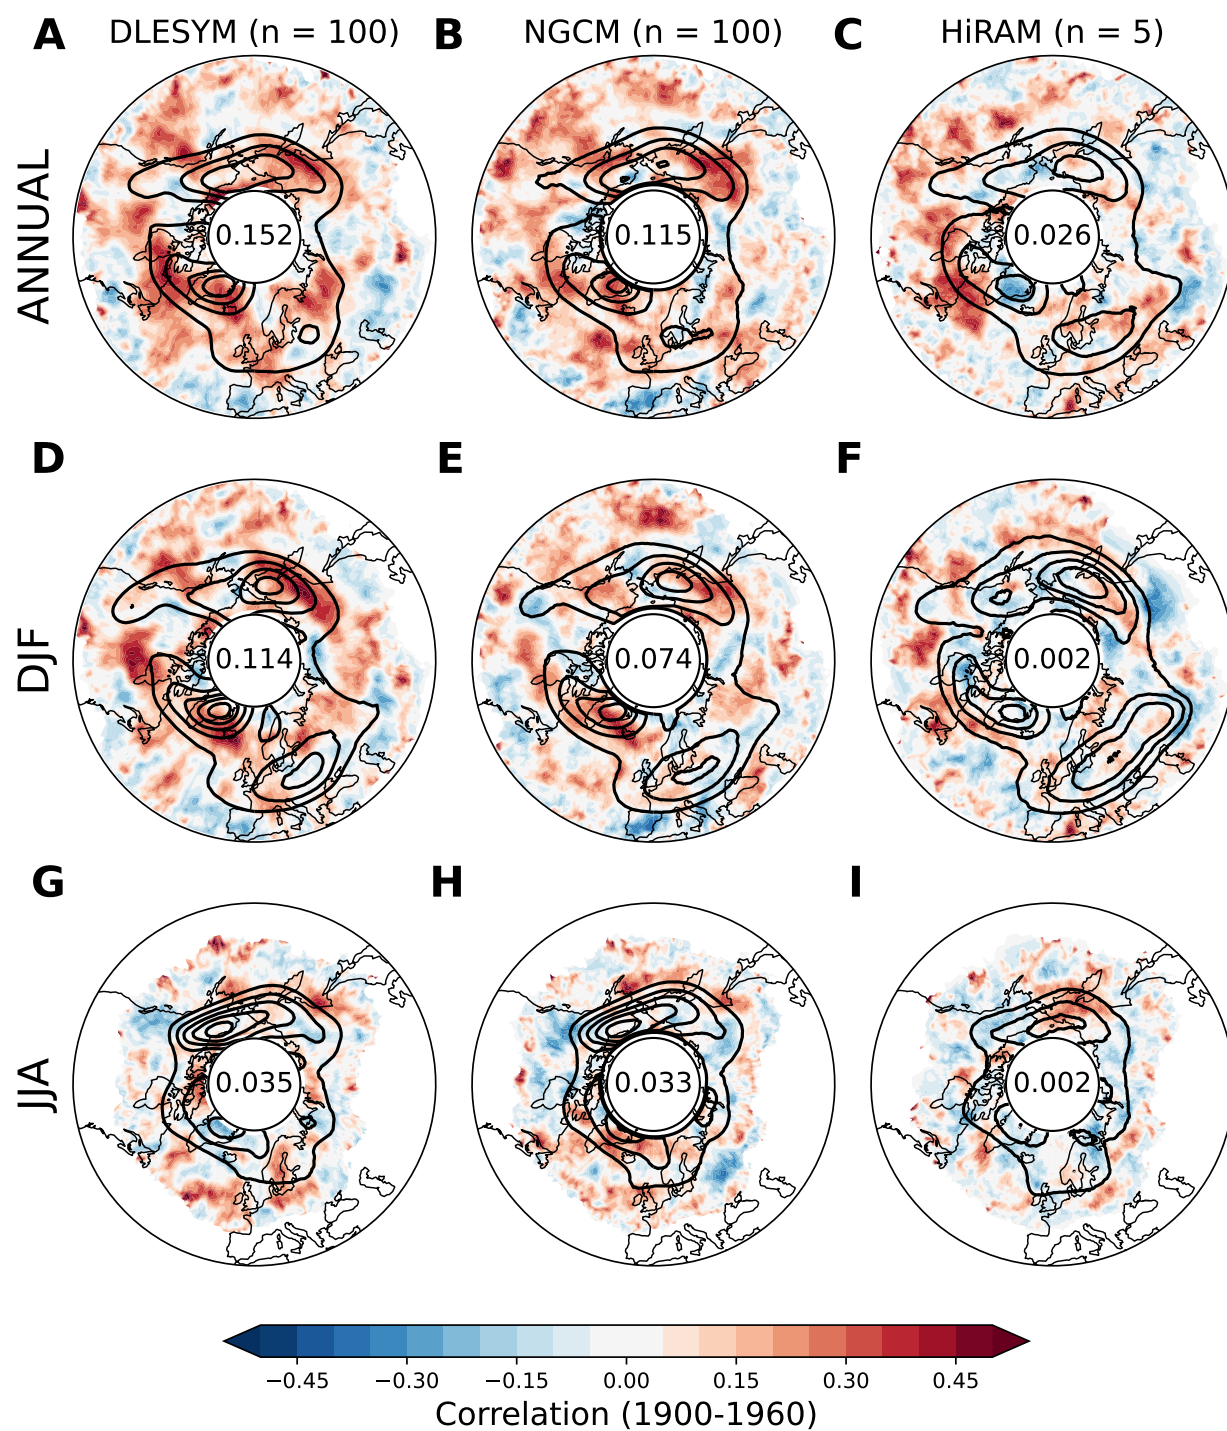 A DLESYM (n = 100) B NGCM (n = 100) C HiRAM (n = 5)
ANNUAL 0.152 0.115 0.026
D E F
DJF 0.114 0.074 0.002
G H I
JJA 0.035 0.033 0.002
−0.45 −0.30 −0.15 0.00 0.15 0.30 0.45
Correlation (1900-1960)